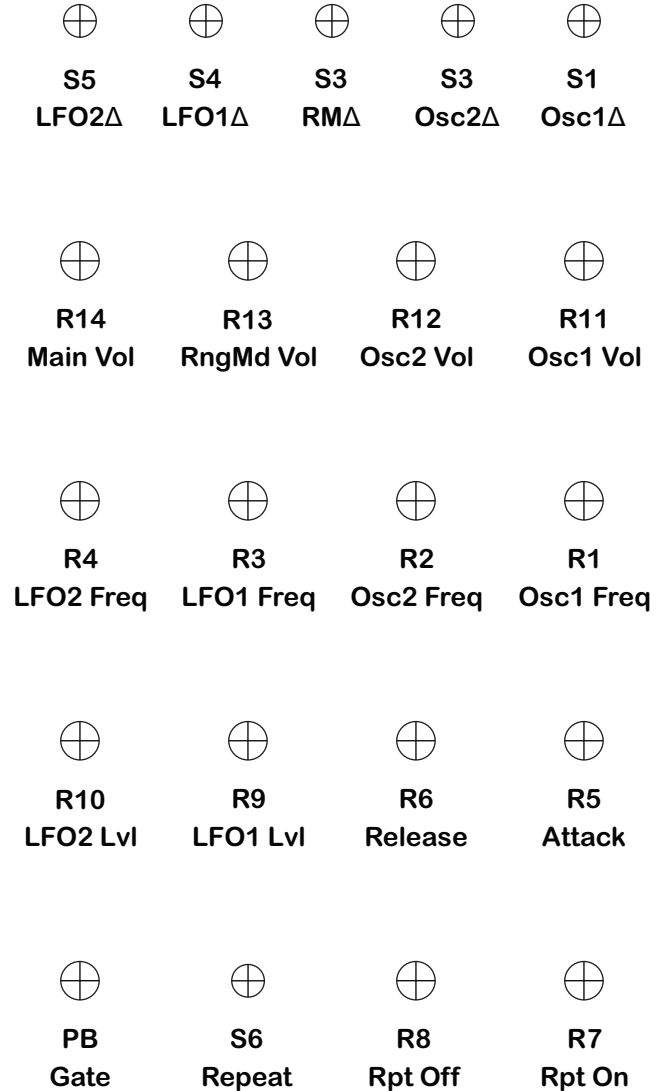 S5 S4 S3 S3 S1
LFO2Δ LFO1Δ RMΔ Osc2Δ Osc1Δ
R14 R13 R12 R11
Main Vol RngMd Vol Osc2 Vol Osc1 Vol
R4 R3 R2 R1
LFO2 Freq LFO1 Freq Osc2 Freq Osc1 Freq
R10 R9 R6 R5
LFO2 Lvl LFO1 Lvl Release Attack
PB S6 R8 R7
Gate Repeat Rpt Off Rpt On